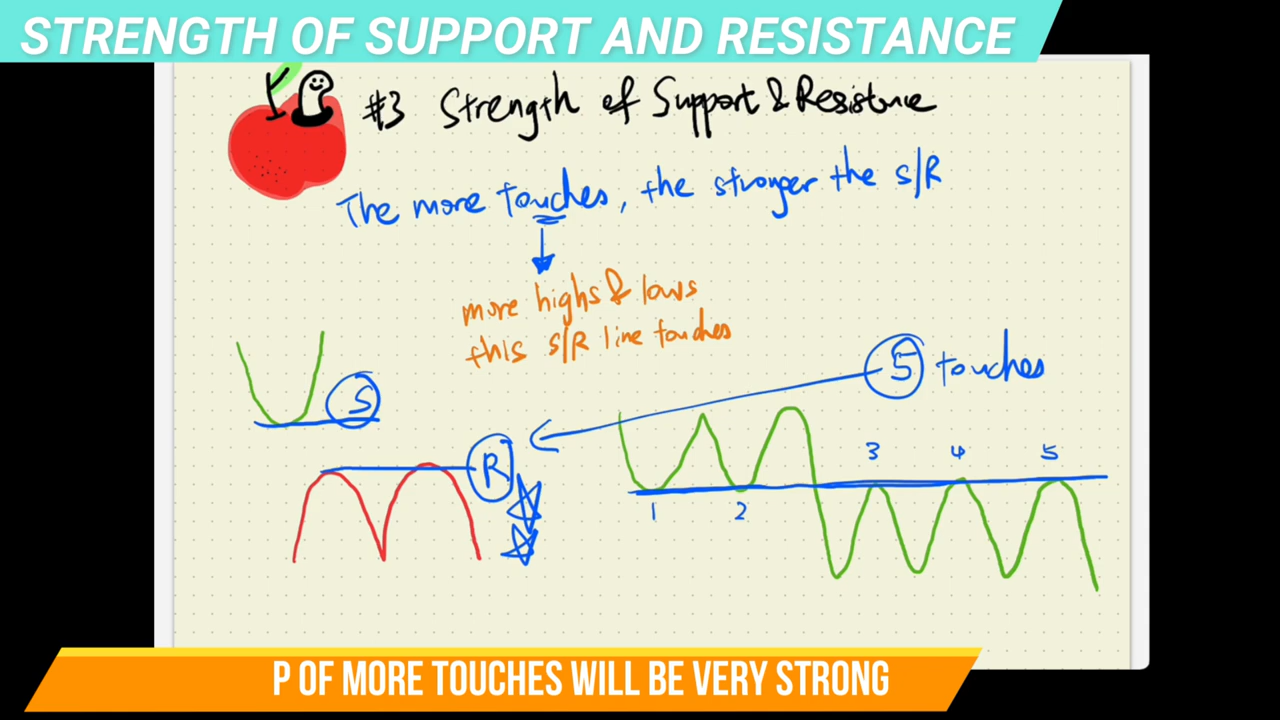 STRENGTH OF SUPPORT AND RESISTANCE
#3 Strength of Support & Resistance
The more touches, the stronger the S/R
more highs & lows
this S/R line touches
5 touches
S
R
3 4 5
1 2
P OF MORE TOUCHES WILL BE VERY STRONG